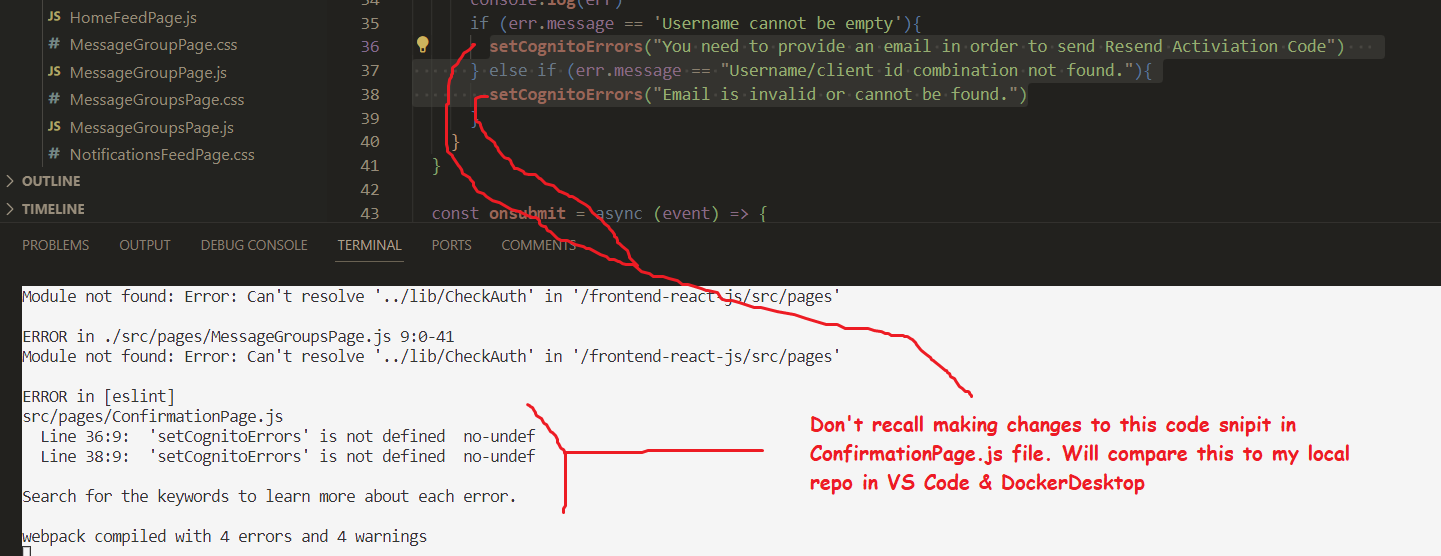 JS HomeFeedPage.js
# MessageGroupPage.css
JS MessageGroupPage.js
# MessageGroupsPage.css
JS MessageGroupsPage.js
# NotificationsFeedPage.css
OUTLINE
TIMELINE
console.log(err)
35 if (err.message == 'Username cannot be empty'){
36 setCognitoErrors("You need to provide an email in order to send Resend Activiation Code")
37 } else if (err.message == "Username/client id combination not found."){
38 setCognitoErrors("Email is invalid or cannot be found.")
39 }
40 }
41 }
42
43 const onsubmit = async (event) => {
PROBLEMS OUTPUT DEBUG CONSOLE TERMINAL PORTS COMMENTS
Module not found: Error: Can't resolve '../lib/CheckAuth' in '/frontend-react-js/src/pages'
ERROR in ./src/pages/MessageGroupsPage.js 9:0-41
Module not found: Error: Can't resolve '../lib/CheckAuth' in '/frontend-react-js/src/pages'
ERROR in [eslint]
src/pages/ConfirmationPage.js
Line 36:9: 'setCognitoErrors' is not defined no-undef
Line 38:9: 'setCognitoErrors' is not defined no-undef
Search for the keywords to learn more about each error.
webpack compiled with 4 errors and 4 warnings
Don't recall making changes to this code snipit in
ConfirmationPage.js file. Will compare this to my local
repo in VS Code & DockerDesktop